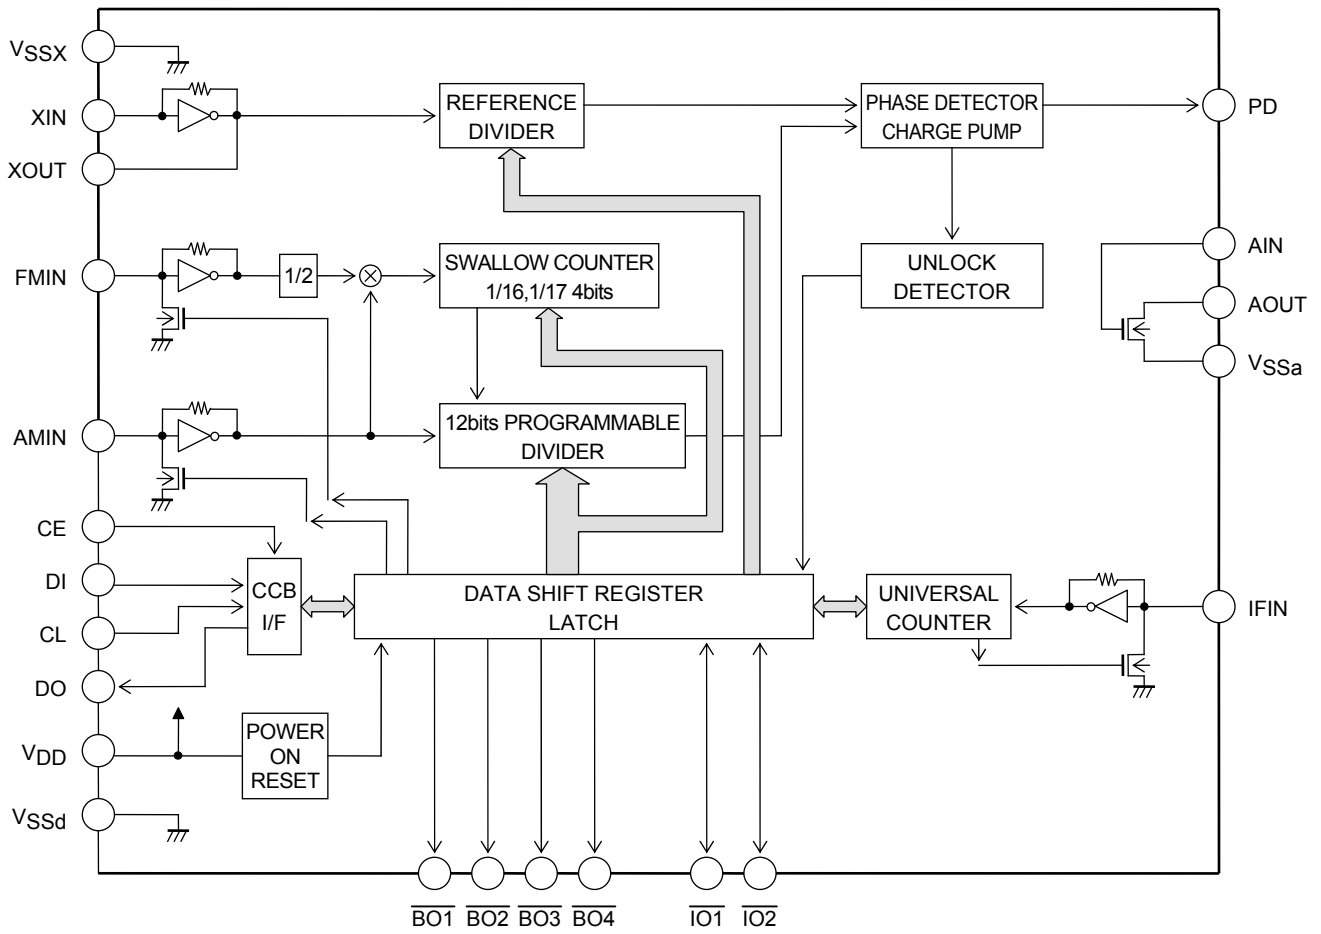 VSSX
XIN
XOUT
REFERENCE
DIVIDER
PHASE DETECTOR
CHARGE PUMP
PD
FMIN
1/2
SWALLOW COUNTER
1/16,1/17 4bits
UNLOCK
DETECTOR
AIN
AOUT
VSSa
AMIN
12bits PROGRAMMABLE
DIVIDER
CE
DI
CL
DO
CCB
I/F
DATA SHIFT REGISTER
LATCH
UNIVERSAL
COUNTER
IFIN
VDD
POWER
ON
RESET
VSSd
BO1 BO2 BO3 BO4 IO1 IO2